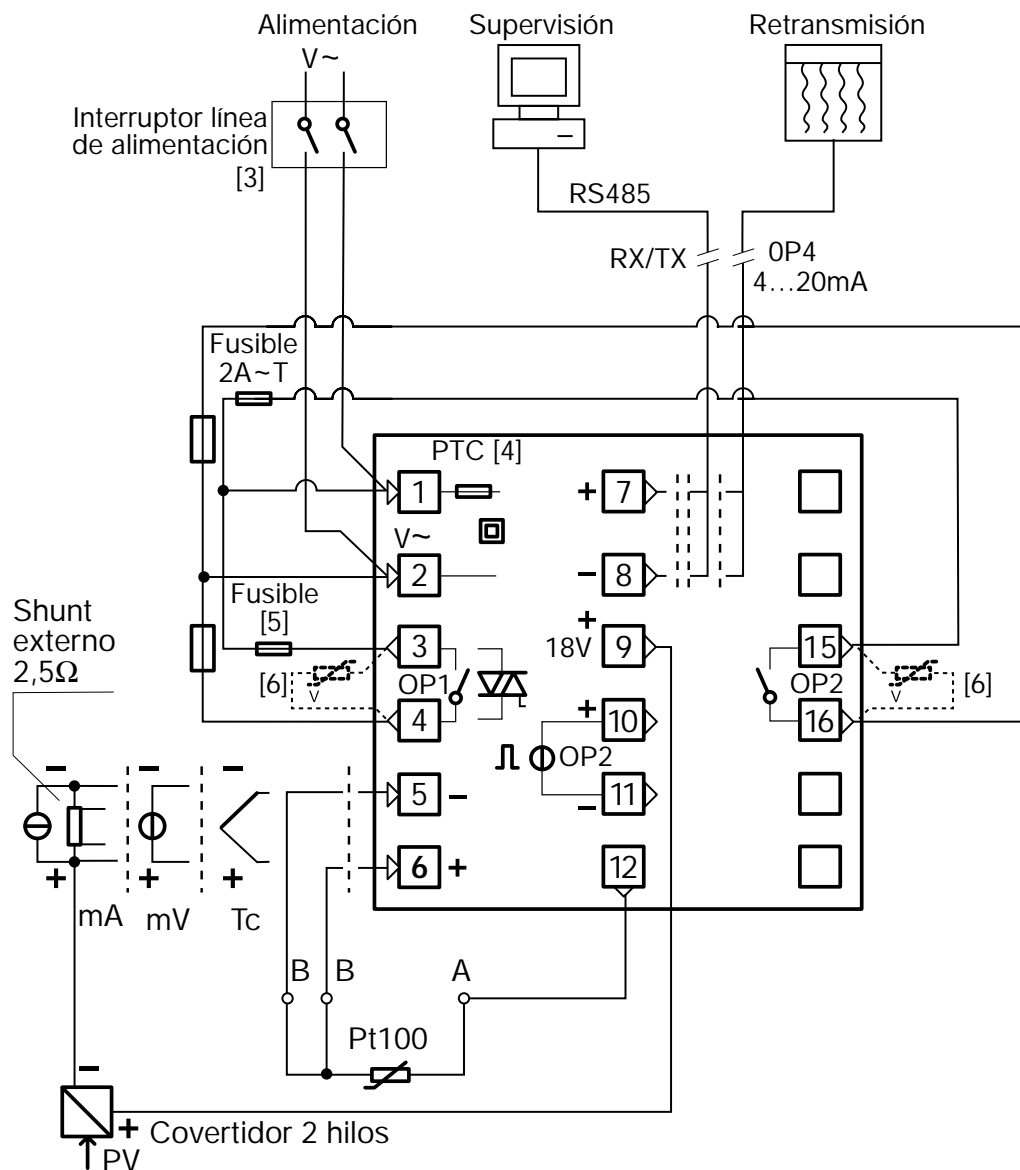 Alimentación
V~
Supervisión
Retransmisión
Interruptor línea
de alimentación
[3]
RS485
RX/TX
0P4
4…20mA
Fusible
2A~T
PTC [4]
1
V~
2
Fusible
[5]
3
[6]
V
OP1
4
5 −
6 +
+ 7
− 8
+
18V 9
+
10
OP2
−
11
12
15
OP2
16
V
[6]
Shunt
externo
2,5Ω
− − −
+ + +
mA mV Tc
B B A
Pt100
−
+ Covertidor 2 hilos
PV